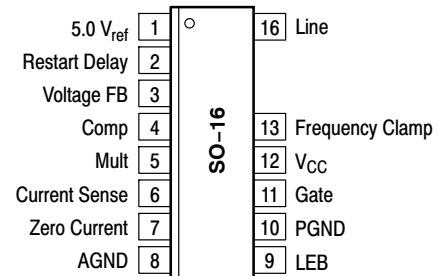 5.0 Vref 1 16 Line
Restart Delay 2
Voltage FB 3
Comp 4 13 Frequency Clamp
Mult 5 12 VCC
Current Sense 6 11 Gate
Zero Current 7 10 PGND
AGND 8 9 LEB
SO-16